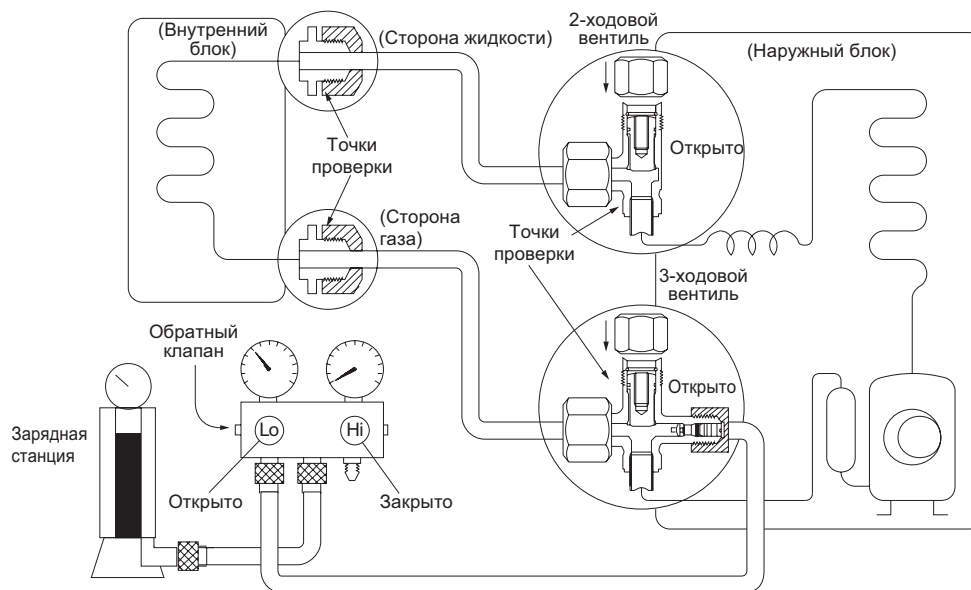 (Внутренний
блок)
(Сторона жидкости)
2-ходовой
вентиль
(Наружный блок)
Открыто
Точки
проверки
(Сторона
газа)
Точки
проверки
3-ходовой
вентиль
Обратный
клапан
Открыто
Зарядная
станция
Lo
Hi
Открыто
Закрыто